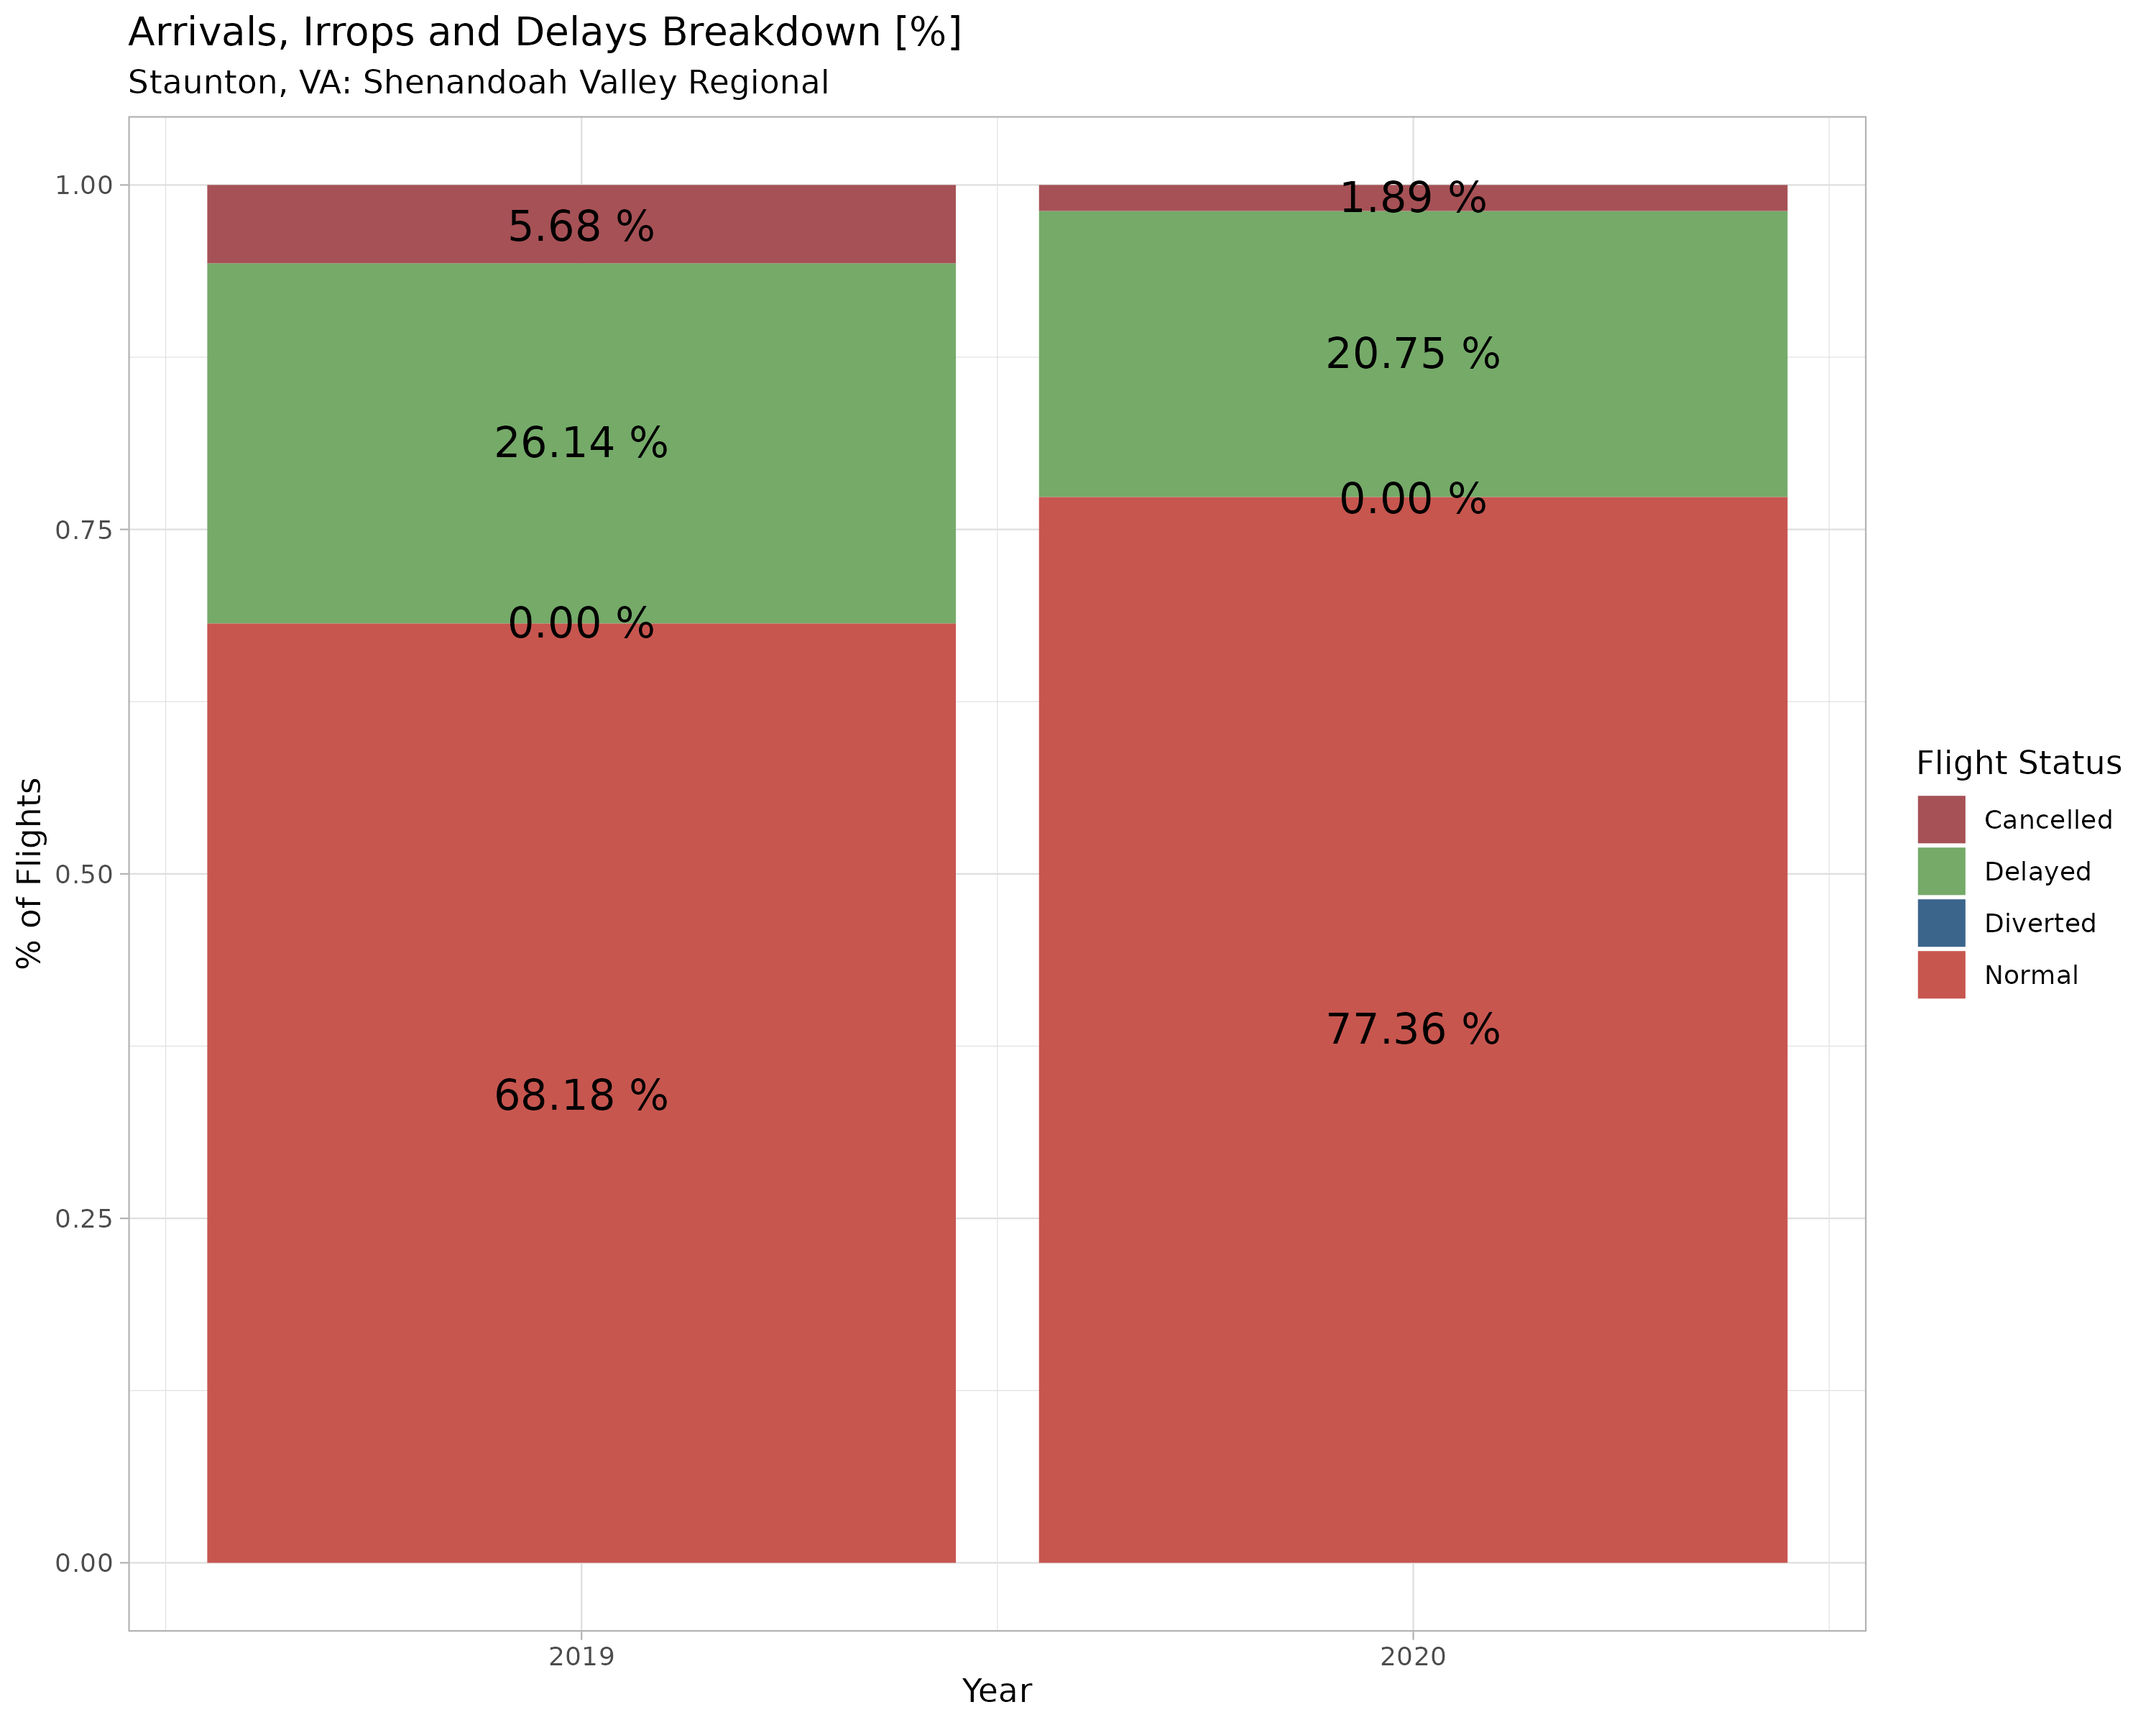 Arrivals, Irrops and Delays Breakdown [%]
Staunton, VA: Shenandoah Valley Regional
1.00
0.75
0.50
0.25
0.00
% of Flights
5.68 %
26.14 %
0.00 %
68.18 %
1.89 %
20.75 %
0.00 %
77.36 %
2019
2020
Year
Flight Status
Cancelled
Delayed
Diverted
Normal